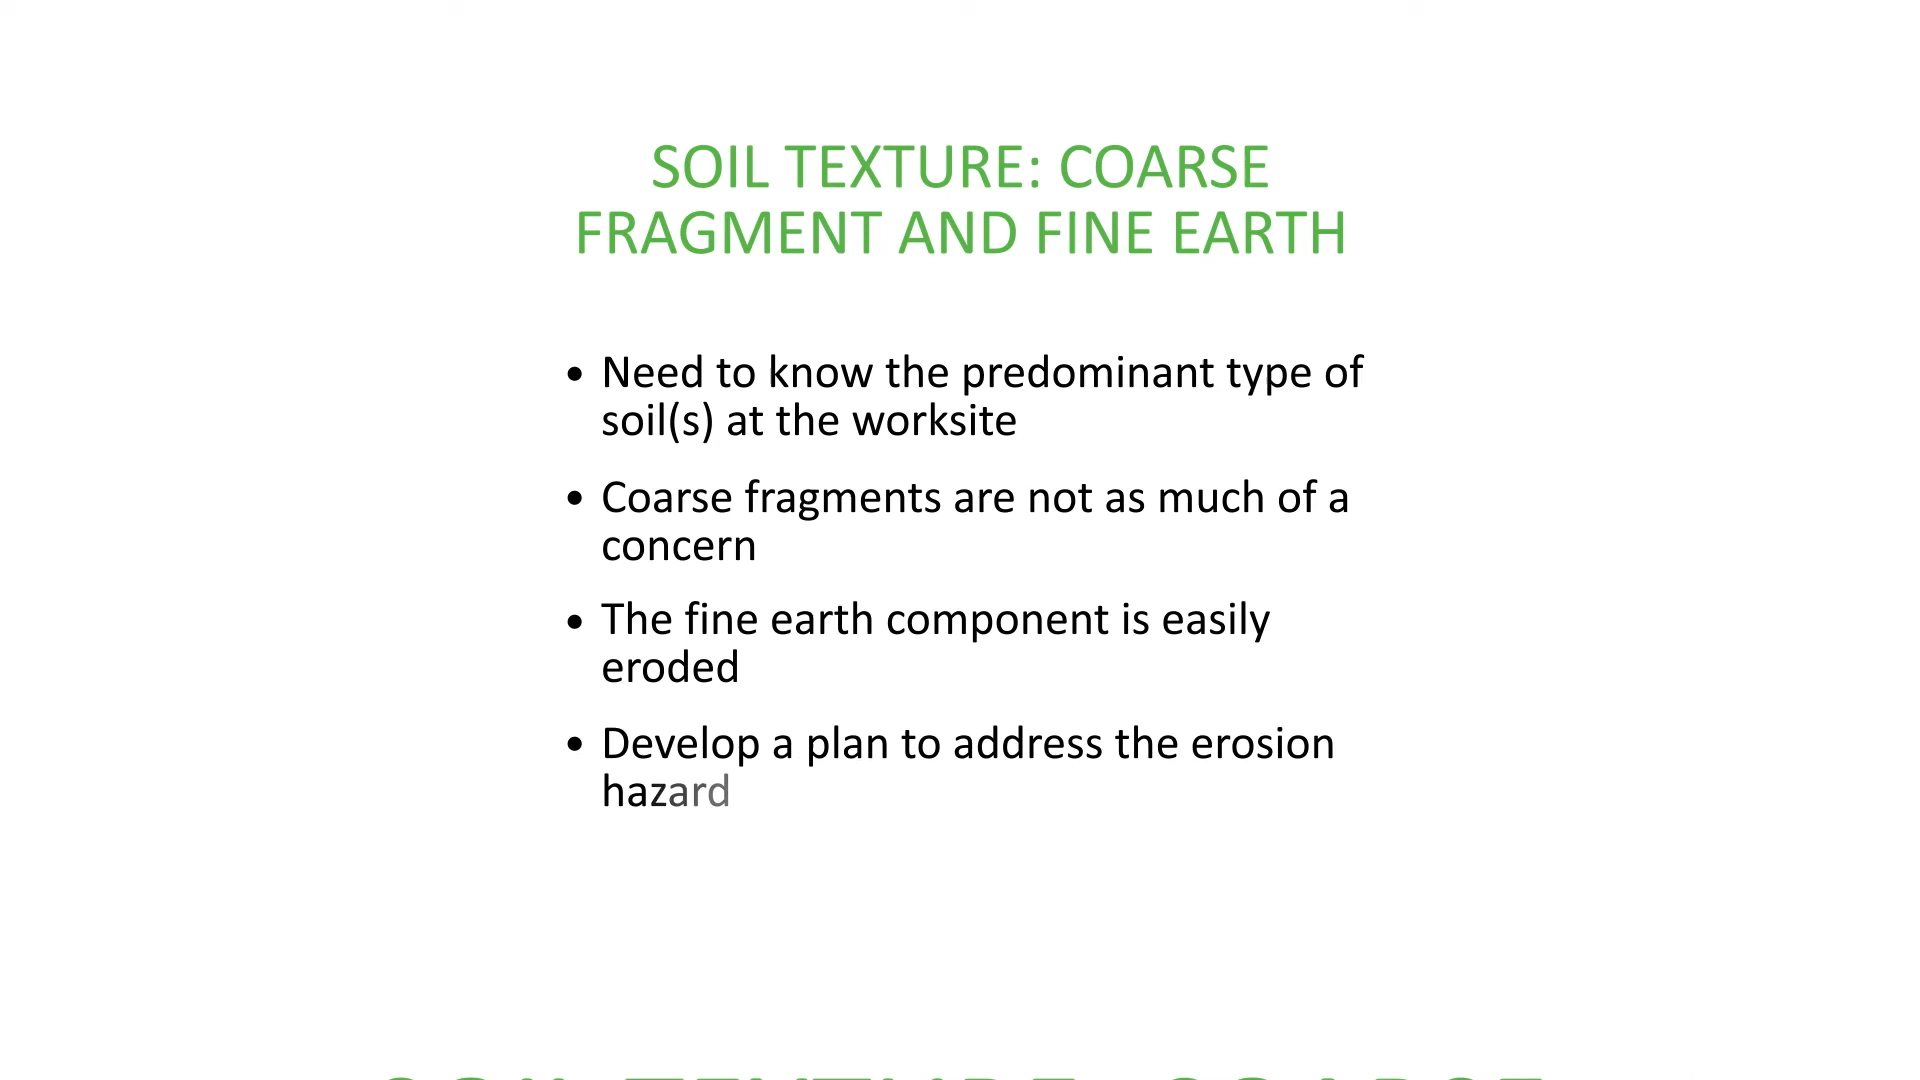 SOIL TEXTURE: COARSE
FRAGMENT AND FINE EARTH
• Need to know the predominant type of
soil(s) at the worksite
• Coarse fragments are not as much of a
concern
• The fine earth component is easily
eroded
• Develop a plan to address the erosion
hazard